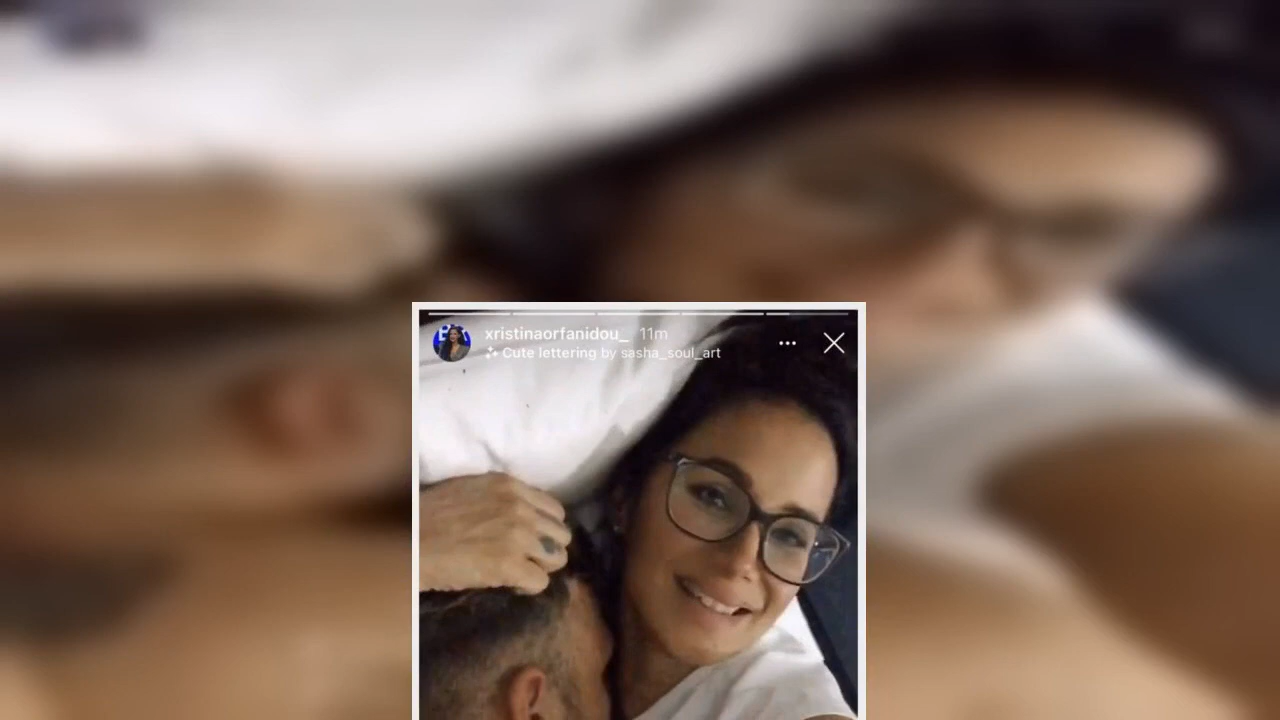 xristinaorfanidou_ 11m
Cute lettering by sasha_soul_art